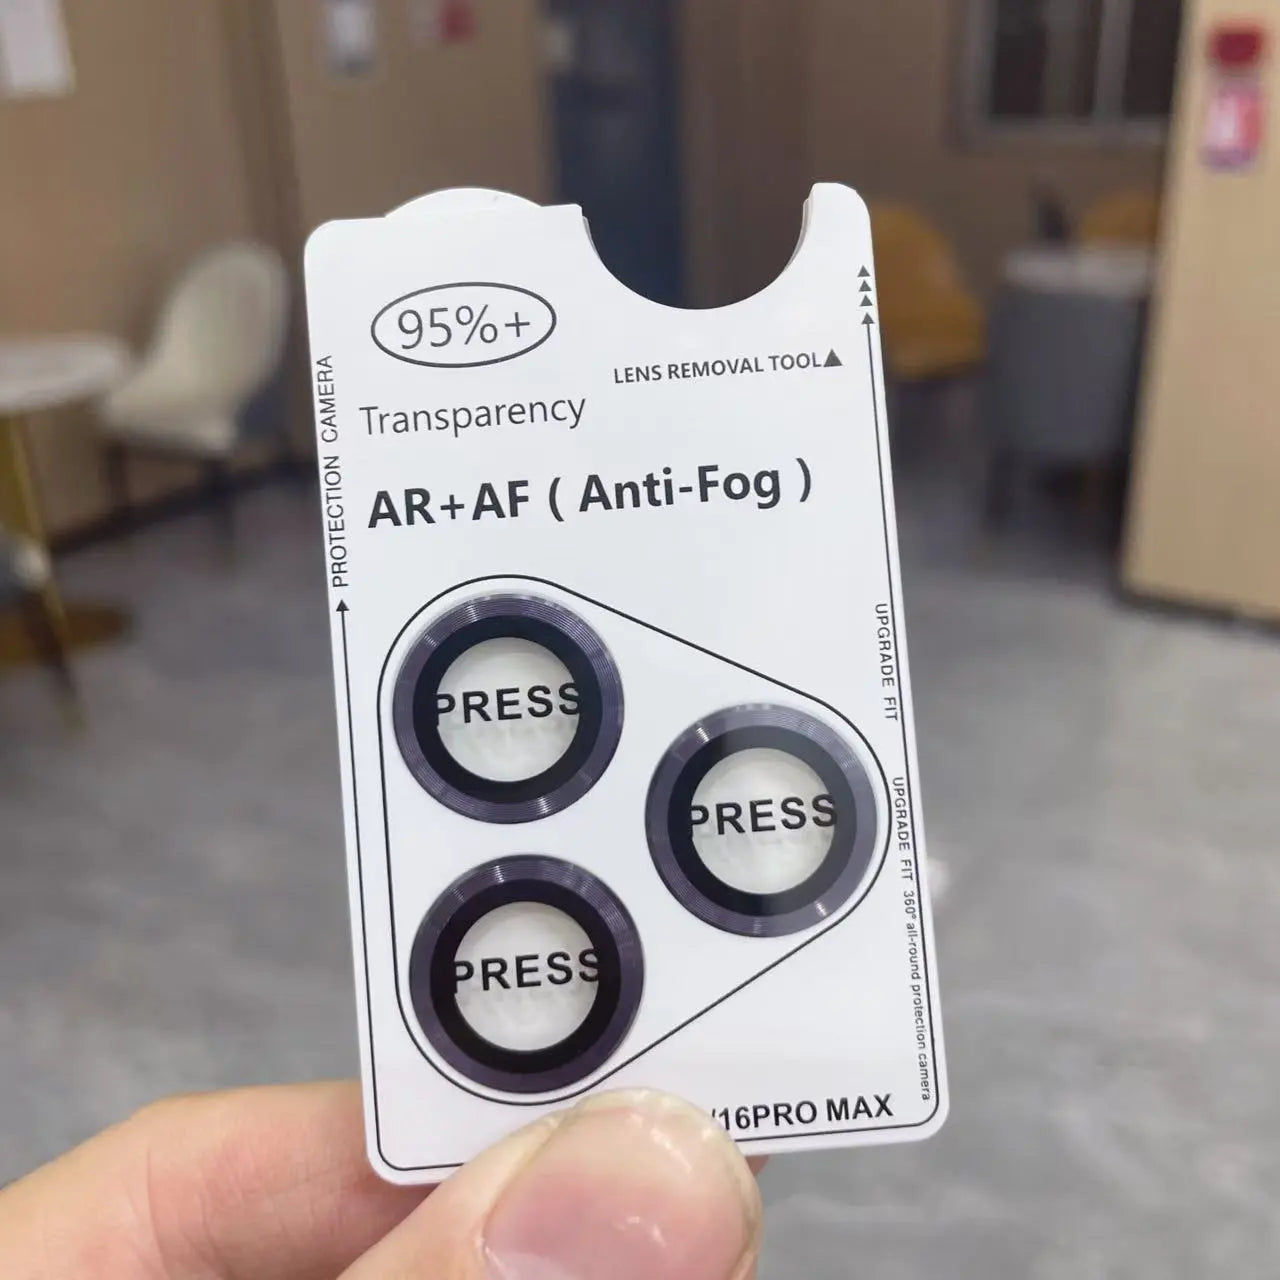 95%+
LENS REMOVAL TOOL▲
Transparency
AR+AF ( Anti-Fog )
PROTECTION CAMERA
PRESS
PRESS
PRESS
UPGRADE FIT
UPGRADE FIT 360° all-round protection camera
/16PRO MAX